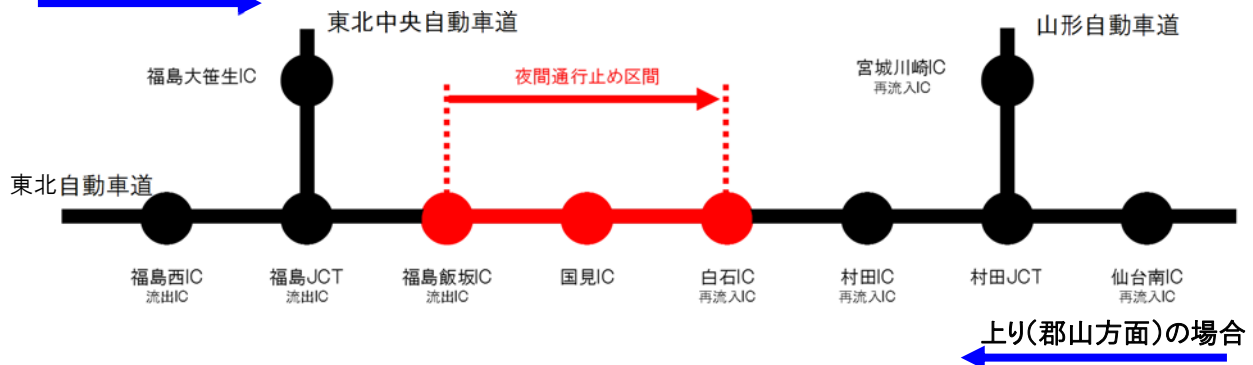 東北中央自動車道
山形自動車道
福島大笹生IC
夜間通行止め区間
宮城川崎IC
再流入IC
東北自動車道
福島西IC
流出IC
福島JCT
流出IC
福島飯坂IC
流出IC
国見IC
白石IC
再流入IC
村田IC
再流入IC
村田JCT
仙台南IC
再流入IC
上り(郡山方面)の場合